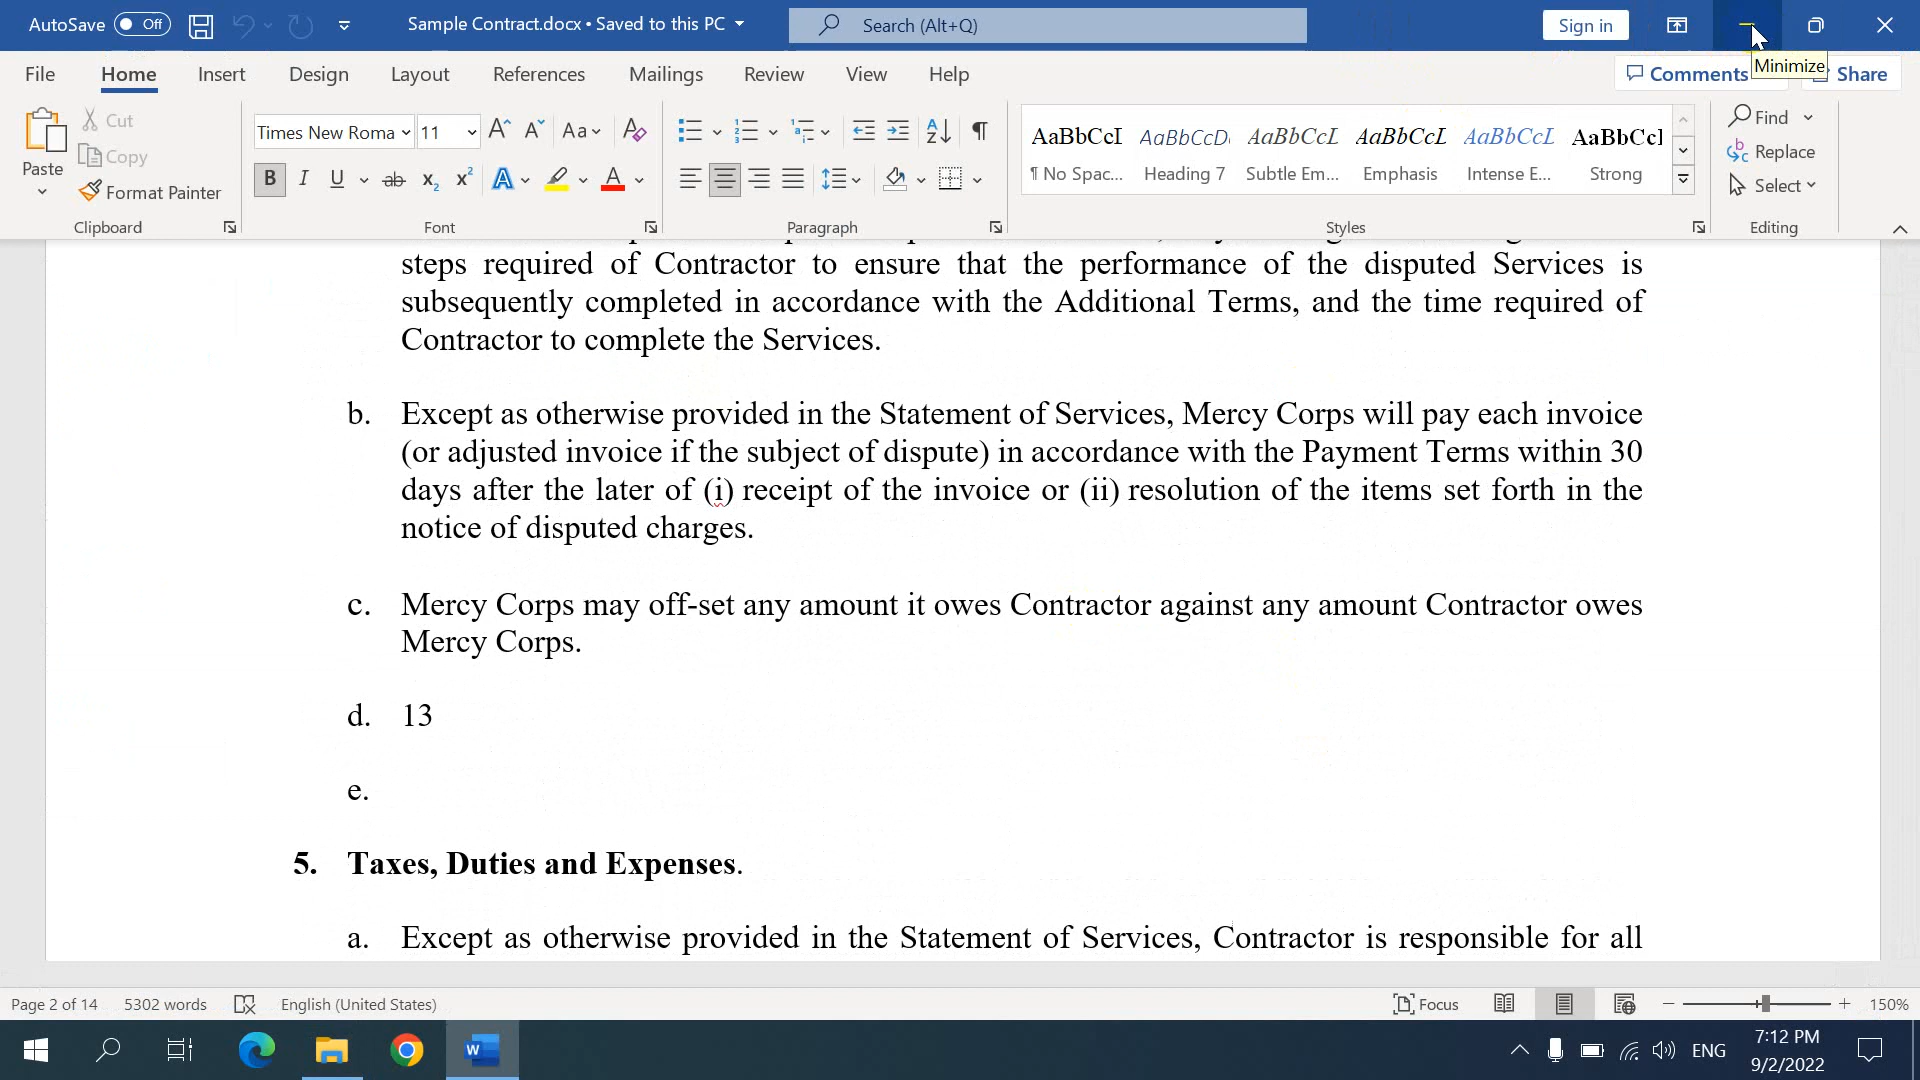 AutoSave Off Sample Contract.docx • Saved to this PC Search (Alt+Q) Sign in
File Home Insert Design Layout References Mailings Review View Help Comments Minimize Share
Paste Cut Copy Format Painter
Clipboard
Times New Roma 11 Aa
B I U ab x2 x2 A A
Font
A Z ¶
Paragraph
AaBbCcI AaBbCcD AaBbCcL AaBbCcL AaBbCcL AaBbCcl
¶ No Spac... Heading 7 Subtle Em... Emphasis Intense E... Strong
Styles
Find
Replace
Select
Editing
steps required of Contractor to ensure that the performance of the disputed Services is
subsequently completed in accordance with the Additional Terms, and the time required of
Contractor to complete the Services.
b. Except as otherwise provided in the Statement of Services, Mercy Corps will pay each invoice
(or adjusted invoice if the subject of dispute) in accordance with the Payment Terms within 30
days after the later of (i) receipt of the invoice or (ii) resolution of the items set forth in the
notice of disputed charges.
c. Mercy Corps may off-set any amount it owes Contractor against any amount Contractor owes
Mercy Corps.
d. 13
e.
5. Taxes, Duties and Expenses.
a. Except as otherwise provided in the Statement of Services, Contractor is responsible for all
Page 2 of 14 5302 words English (United States) Focus 150%
W ENG 7:12 PM
9/2/2022